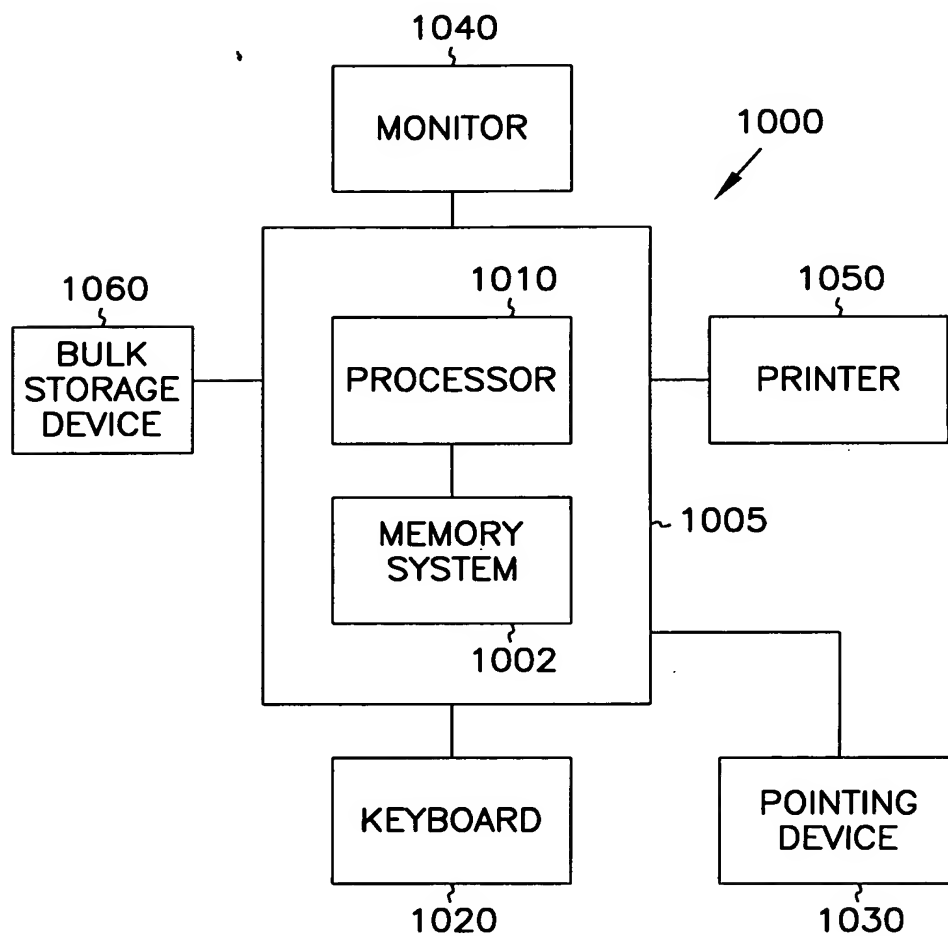 1040
MONITOR
1000
1060
BULK
STORAGE
DEVICE
1010
PROCESSOR
1050
PRINTER
MEMORY
SYSTEM
1005
1002
KEYBOARD
1020
POINTING
DEVICE
1030